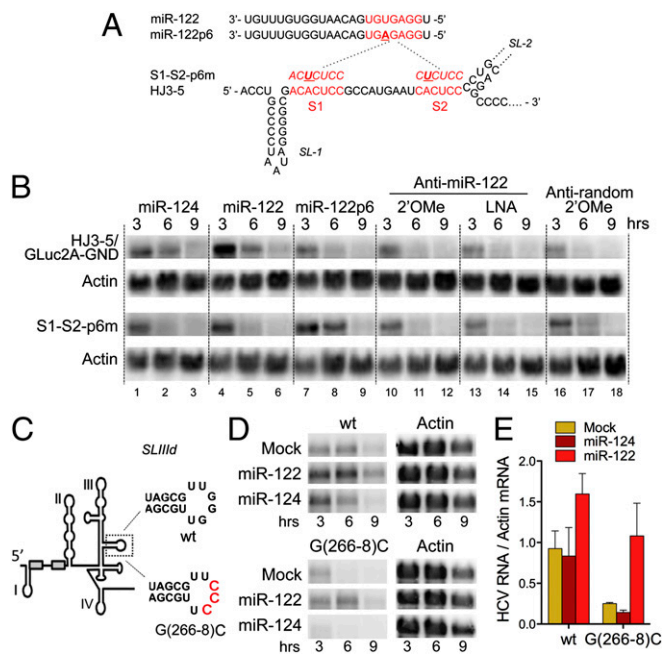 A
miR-122 3'- UGUUUGUGGUAACAGUGUGAGGU -5'
miR-122p6 3'- UGUUUGUGGUAACAGUGAGAGGU -5'
S1-S2-p6m ACUCUCC CUCUCC
HJ3-5 5' - ACCU GACACUCCGCCAUGAAUCACUCC CCCC.... - 3'
S1 S2
SL-1
SL-2
B
Anti-miR-122 Anti-random
miR-124 miR-122 miR-122p6 2'OMe LNA 2'OMe
3 6 9 3 6 9 3 6 9 3 6 9 3 6 9 3 6 9 hrs
HJ3-5/
GLuc2A-GND
Actin
S1-S2-p6m
Actin
1 2 3 4 5 6 7 8 9 10 11 12 13 14 15 16 17 18
C
SLIIId
III
II
5'
I
IV
UAGCG
AGCGU
U U G G G U
wt
UAGCG
AGCGU
U U C C C U
G(266-8)C
D
wt Actin
Mock
miR-122
miR-124
hrs 3 6 9 3 6 9
G(266-8)C Actin
Mock
miR-122
miR-124
hrs 3 6 9 3 6 9
E
Mock
miR-124
miR-122
HCV RNA / Actin mRNA
2.0
1.5
1.0
0.5
0.0
wt G(266-8)C